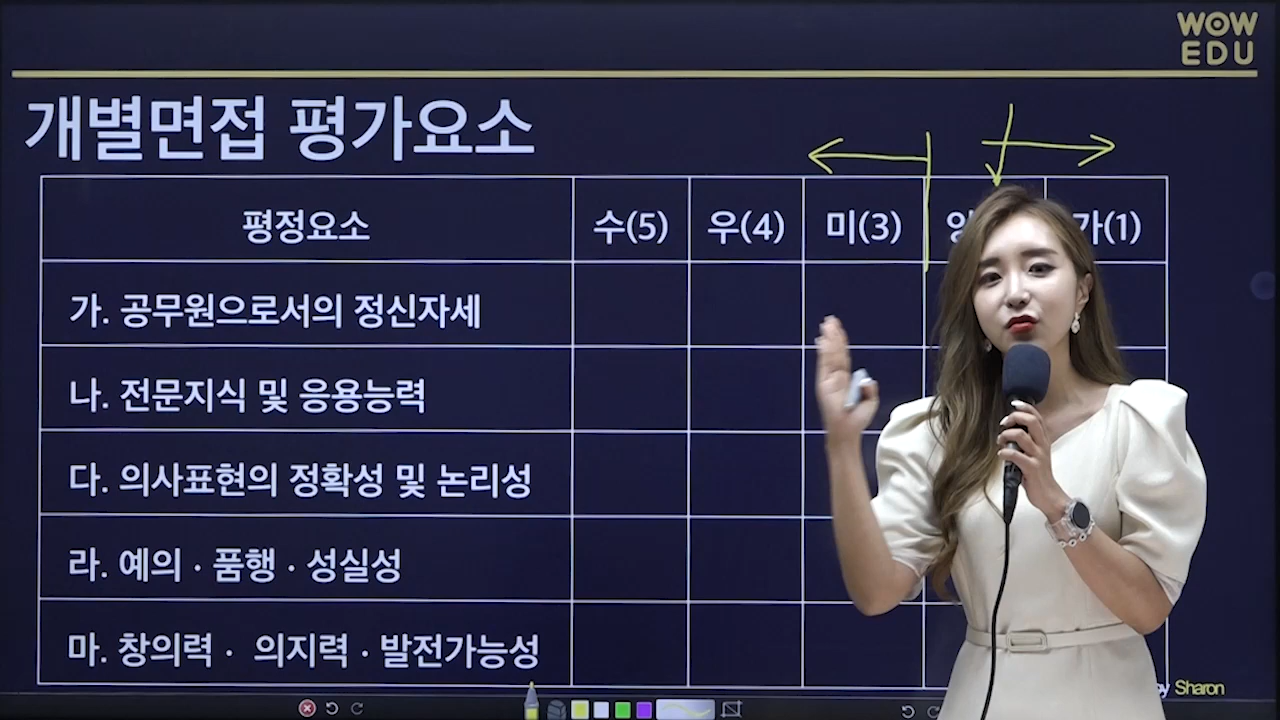 WOW
EDU
개별면접 평가요소
평정요소 수(5) 우(4) 미(3) 가(1)
가. 공무원으로서의 정신자세
나. 전문지식 및 응용능력
다. 의사표현의 정확성 및 논리성
라. 예의 · 품행 · 성실성
마. 창의력 · 의지력 · 발전가능성
by Sharon